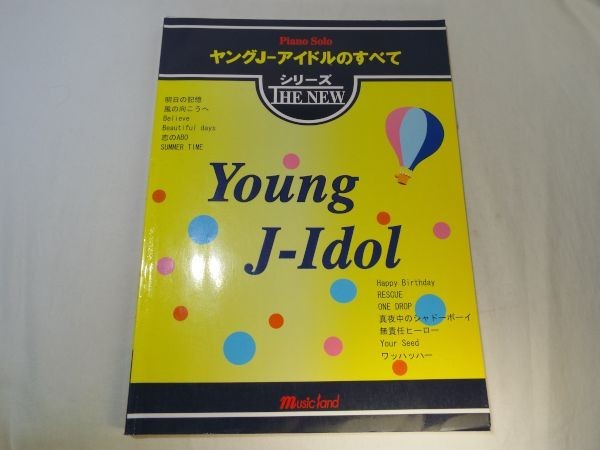 Piano Solo
ヤングJ-アイドルのすべて
シリーズ
THE NEW
明日の記憶
風の向こうへ
Believe
Beautiful days
恋のABO
SUMMER TIME
Young
J-Idol
Happy Birthday
RESCUE
ONE DROP
真夜中のシャドーボーイ
無責任ヒーロー
Your Seed
ワッハッハー
music land